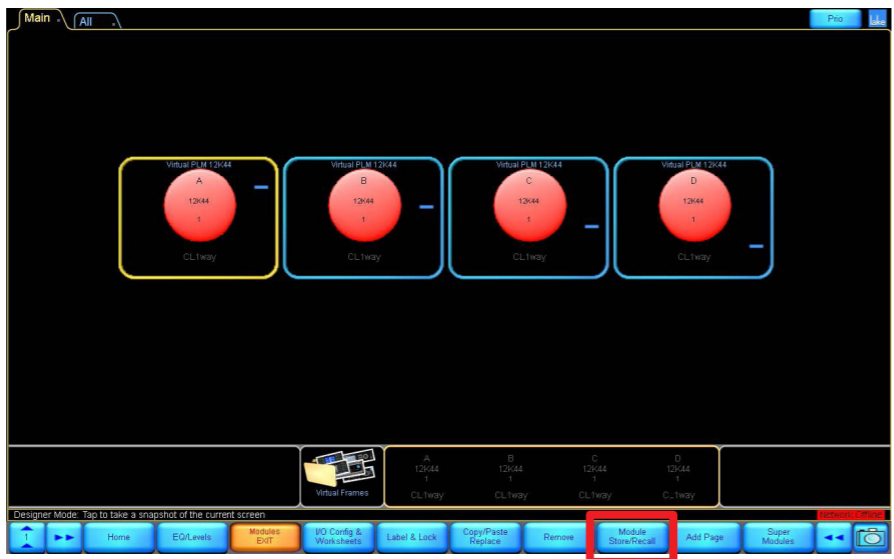 Main
All
Prio
lake
Virtual PLM 12K44
A
12K44
1
CL1way
Virtual PLM 12K44
B
12K44
1
CL1way
Virtual PLM 12K44
C
12K44
1
CL1way
Virtual PLM 12K44
D
12K44
1
CL1way
Virtual Frames
A
12K44
1
CL1way
B
12K44
1
CL1way
C
12K44
1
CL1way
D
12K44
1
CL1way
Designer Mode: Tap to take a snapshot of the current screen
Network: Offline
1
Home
EQ/Levels
Modules
EXIT
I/O Config &
Worksheets
Label & Lock
Copy/Paste
Replace
Remove
Module
Store/Recall
Add Page
Super
Modules